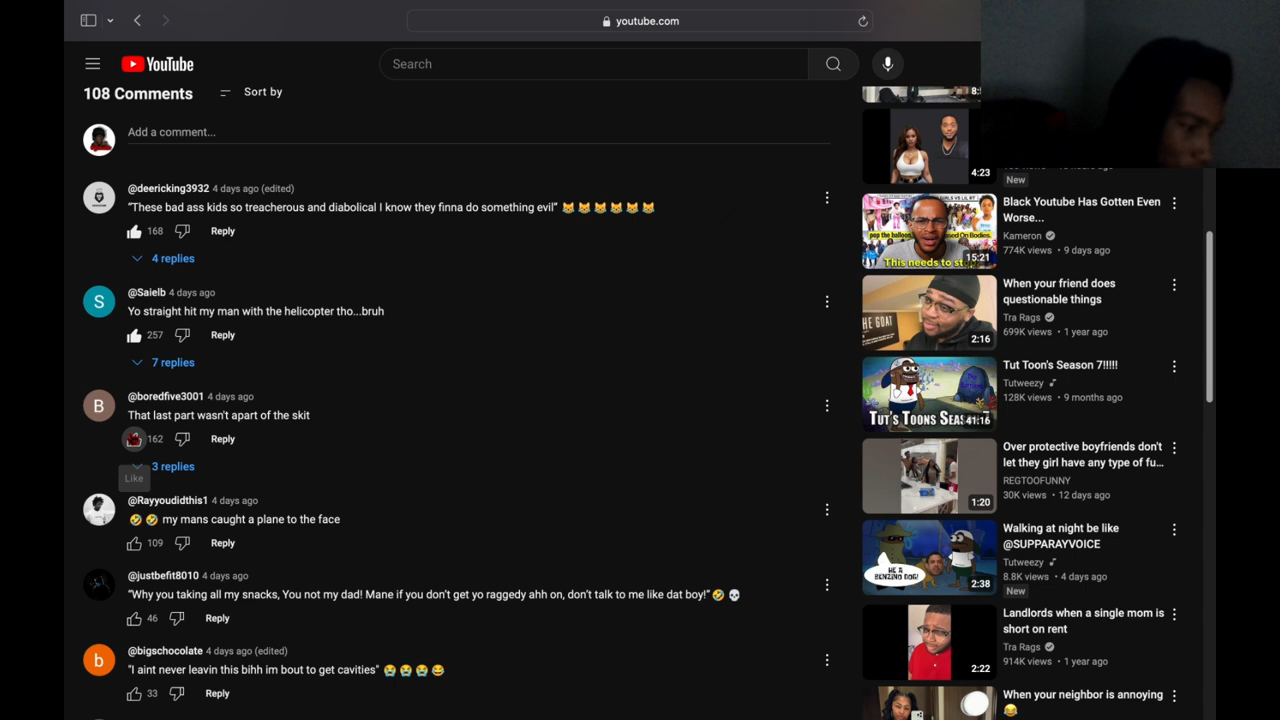 youtube.com
YouTube
Search
108 Comments
Sort by
Add a comment...
@deericking3932 4 days ago (edited)
“These bad ass kids so treacherous and diabolical I know they finna do something evil” 😹😹😹😹😹😹
168
Reply
4 replies
@Saielb 4 days ago
Yo straight hit my man with the helicopter tho...bruh
257
Reply
7 replies
@boredfive3001 4 days ago
That last part wasn't apart of the skit
162
Reply
3 replies
Like
@Rayyoudidthis1 4 days ago
🤣🤣 my mans caught a plane to the face
109
Reply
@justbefit8010 4 days ago
“Why you taking all my snacks, You not my dad! Mane if you don't get yo raggedy ahh on, don't talk to me like dat boy!”🤣💀
46
Reply
@bigschocolate 4 days ago (edited)
"I aint never leavin this bihh im bout to get cavities" 😭😭😭😂
33
Reply
4:23
New
pop the balloon,
This needs to st
15:21
Black Youtube Has Gotten Even
Worse...
Kameron
774K views • 9 days ago
THE GOAT
2:16
When your friend does
questionable things
Tra Rags
699K views • 1 year ago
TUT'S TOONS SEAS
41:16
Tut Toon's Season 7!!!!!
Tutweezy
128K views • 9 months ago
1:20
Over protective boyfriends don't
let they girl have any type of fu...
REGTOOFUNNY
30K views • 12 days ago
HE A
BENZINO DOG!
2:38
Walking at night be like
@SUPPARAYVOICE
Tutweezy
8.8K views • 4 days ago
New
2:22
Landlords when a single mom is
short on rent
Tra Rags
914K views • 1 year ago
When your neighbor is annoying
😂